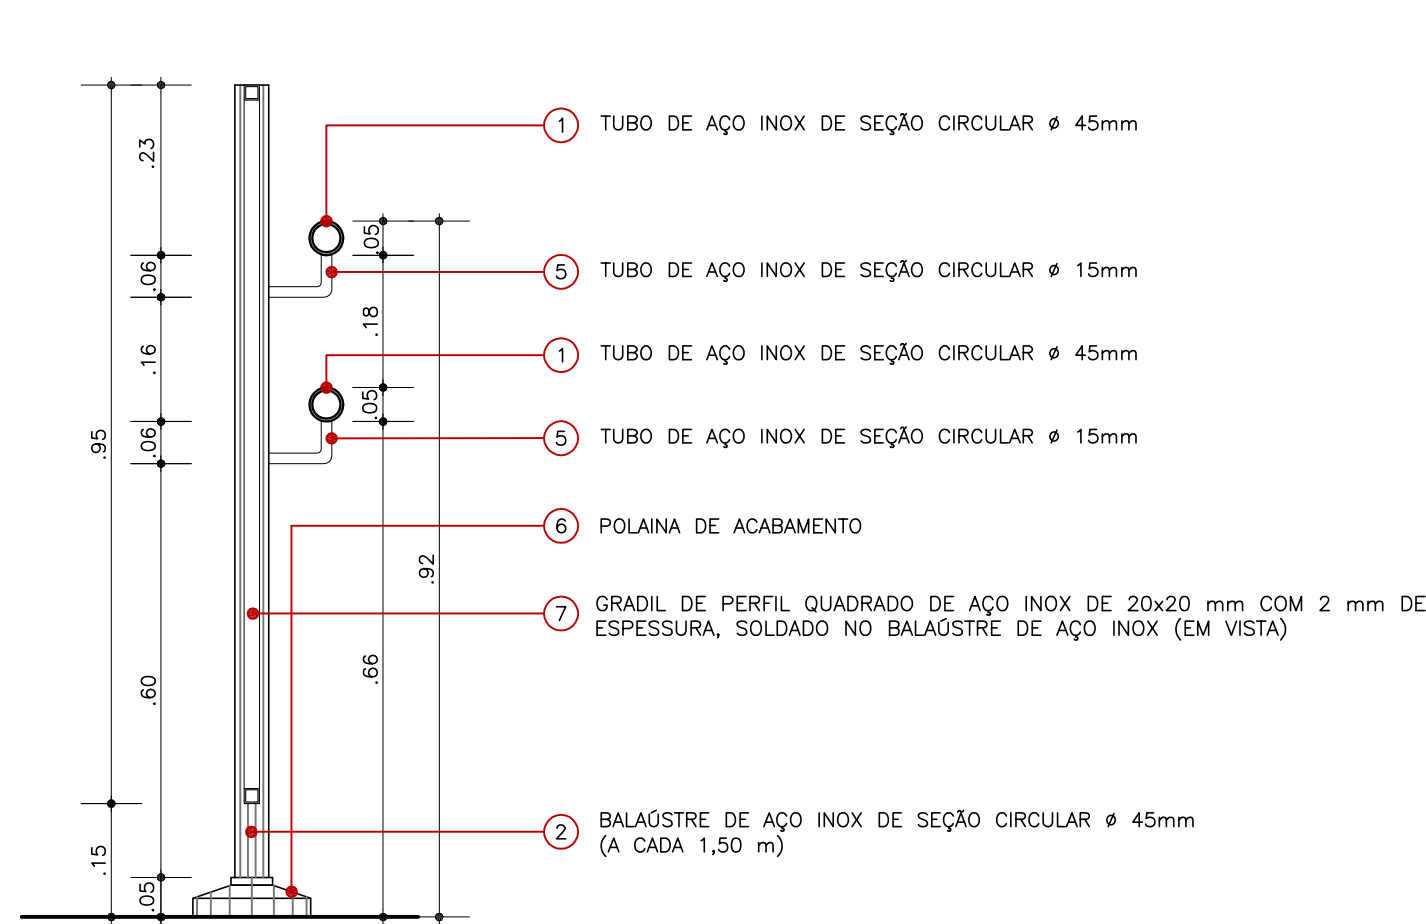 1 TUBO DE AÇO INOX DE SEÇÃO CIRCULAR ø 45mm
.23
.05
.06
5 TUBO DE AÇO INOX DE SEÇÃO CIRCULAR ø 15mm
.18
1 TUBO DE AÇO INOX DE SEÇÃO CIRCULAR ø 45mm
.16
.05
.95
.06
5 TUBO DE AÇO INOX DE SEÇÃO CIRCULAR ø 15mm
6 POLAINA DE ACABAMENTO
.92
7 GRADIL DE PERFIL QUADRADO DE AÇO INOX DE 20x20 mm COM 2 mm DE
ESPESSURA, SOLDADO NO BALAÚSTRE DE AÇO INOX (EM VISTA)
.66
.60
2 BALAÚSTRE DE AÇO INOX DE SEÇÃO CIRCULAR ø 45mm
(A CADA 1,50 m)
.15
.05